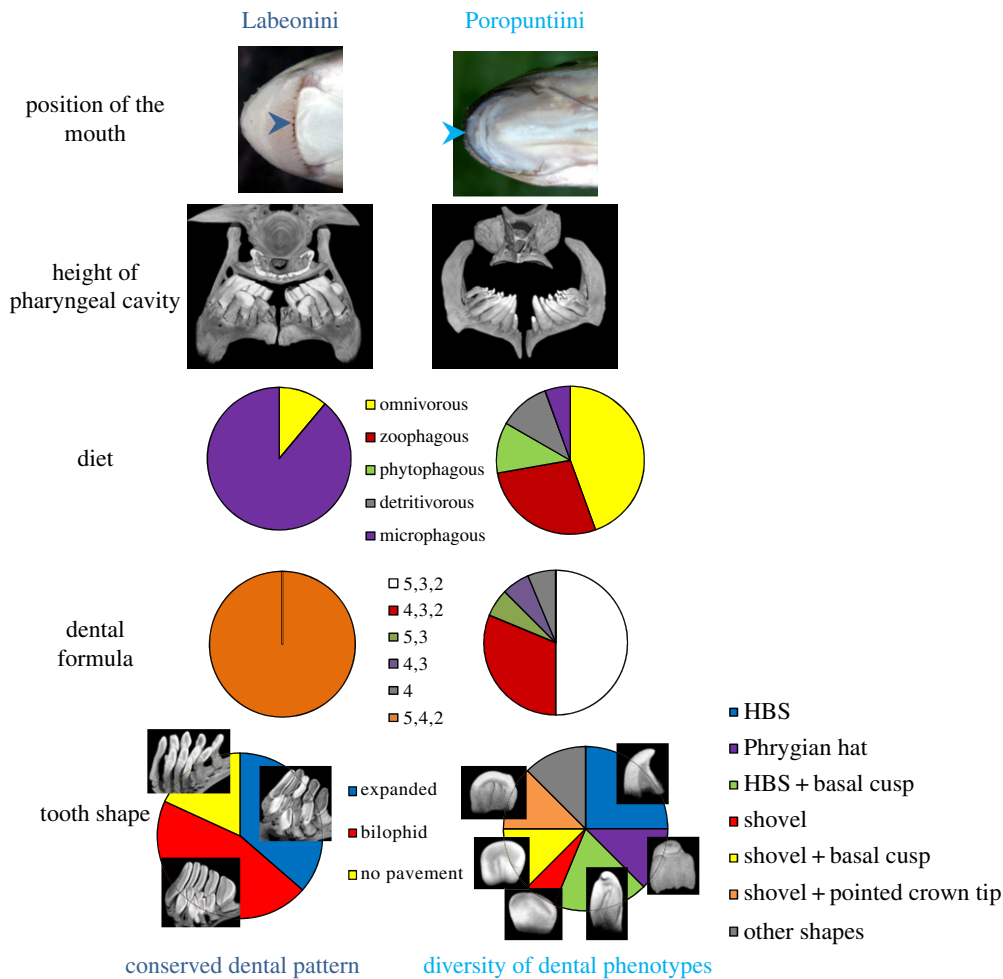 Labeonini
Poropuntiini
position of the
mouth
height of
pharyngeal cavity
diet
omnivorous
zoophagous
phytophagous
detritivorous
microphagous
dental
formula
5,3,2
4,3,2
5,3
4,3
4
5,4,2
tooth shape
expanded
bilophid
no pavement
HBS
Phrygian hat
HBS + basal cusp
shovel
shovel + basal cusp
shovel + pointed crown tip
other shapes
conserved dental pattern
diversity of dental phenotypes